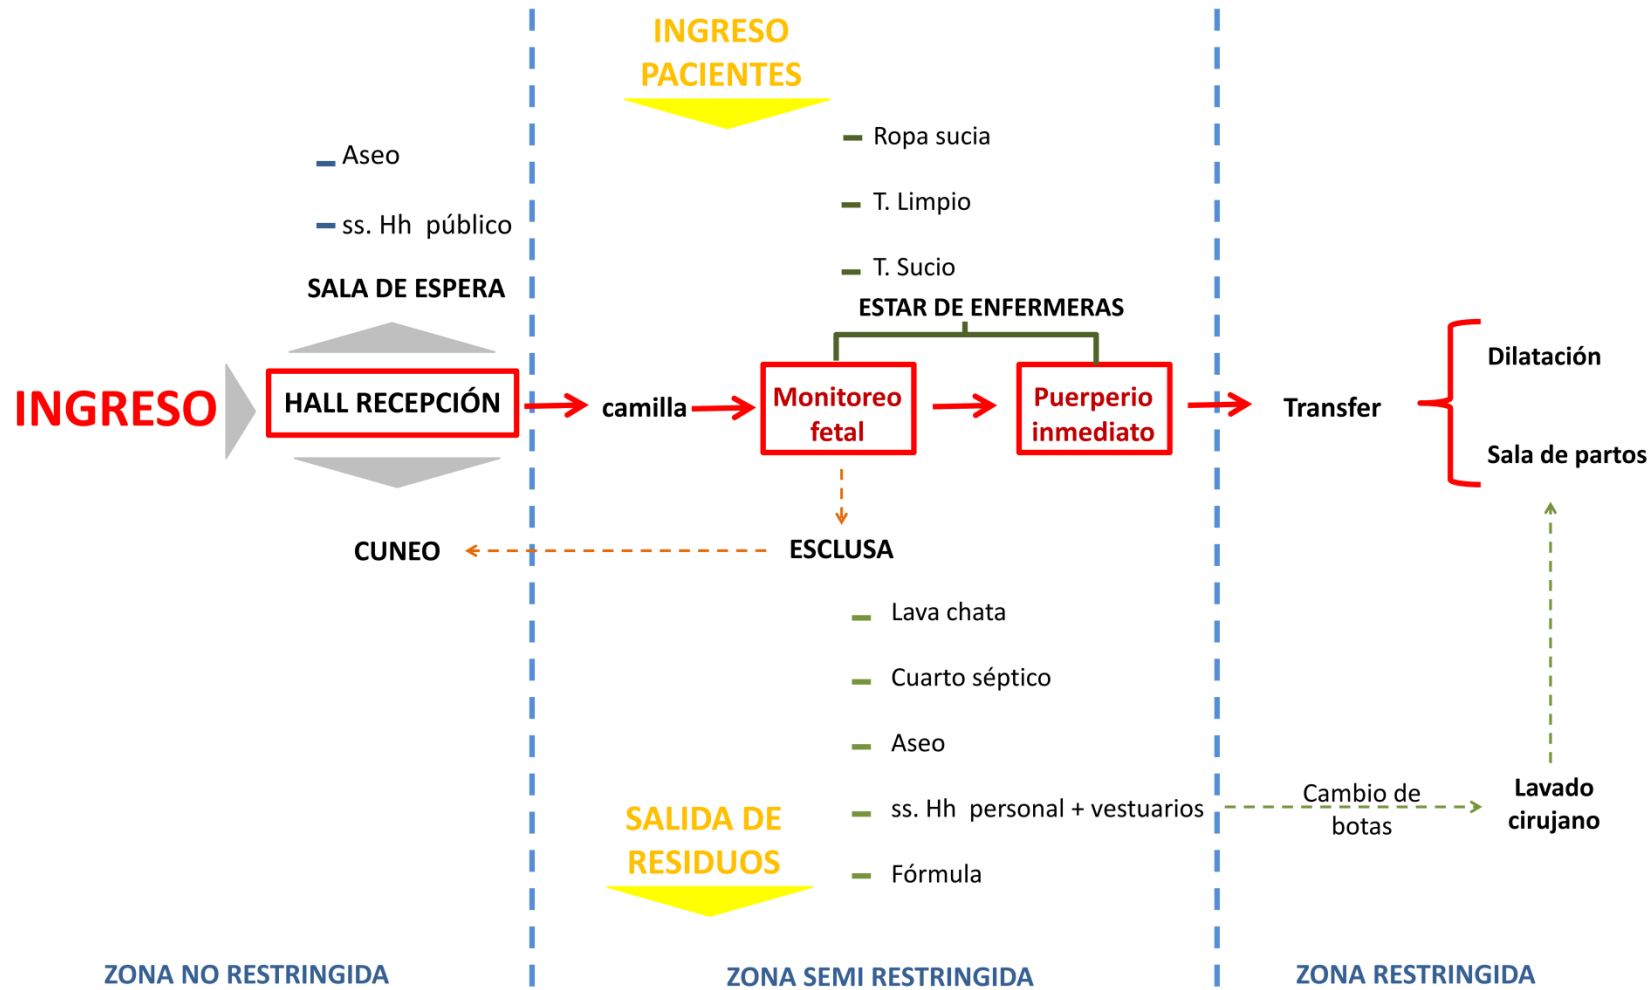 INGRESO
PACIENTES
Aseo
ss. Hh  público
SALA DE ESPERA
Ropa sucia
T. Limpio
T. Sucio
ESTAR DE ENFERMERAS
INGRESO
HALL RECEPCIÓN
camilla
Monitoreo
fetal
Puerperio
inmediato
Transfer
Dilatación
Sala de partos
CUNEO
ESCLUSA
Lava chata
Cuarto séptico
Aseo
ss. Hh  personal + vestuarios
Fórmula
Cambio de
botas
Lavado
cirujano
SALIDA DE
RESIDUOS
ZONA NO RESTRINGIDA
ZONA SEMI RESTRINGIDA
ZONA RESTRINGIDA